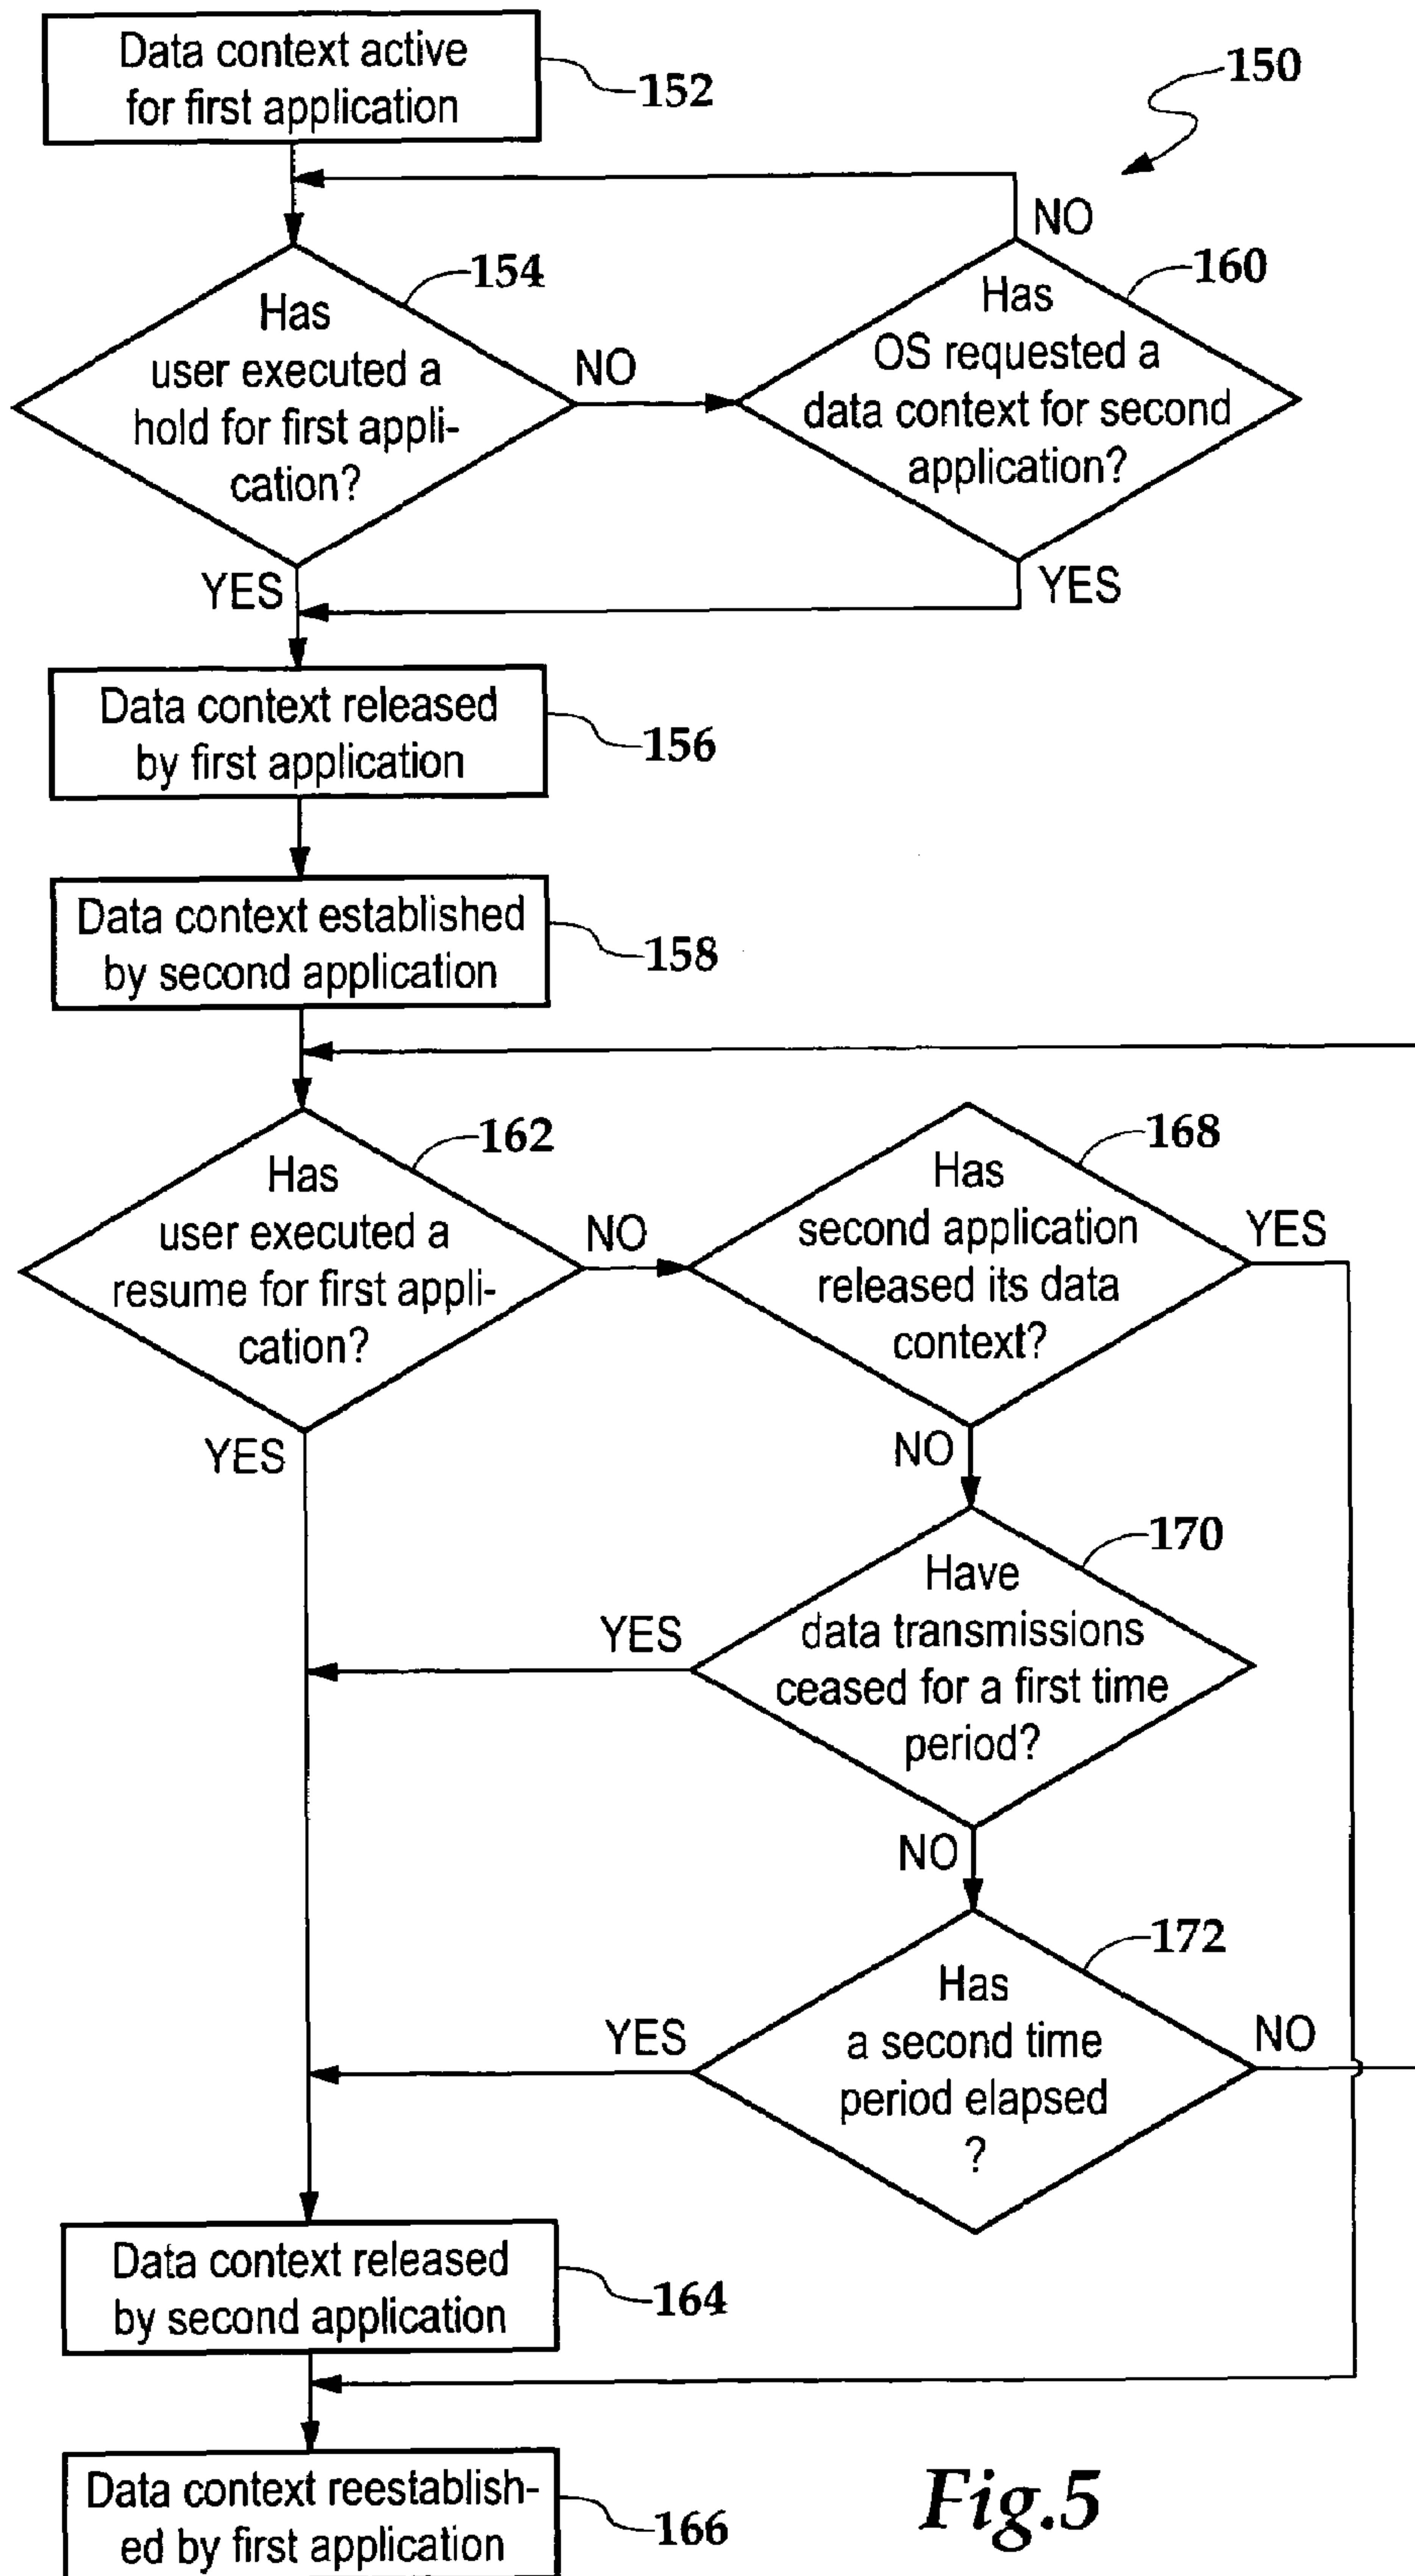 Data context active
for first application
152
150
NO
154
Has
user executed a
hold for first appli-
cation?
NO
160
Has
OS requested a
data context for second
application?
YES
YES
Data context released
by first application
156
Data context established
by second application
158
162
Has
user executed a
resume for first appli-
cation?
NO
168
Has
second application
released its data
context?
YES
YES
NO
170
Have
data transmissions
ceased for a first time
period?
YES
NO
172
Has
a second time
period elapsed
?
YES
NO
Data context released
by second application
164
Data context reestablish-
ed by first application
166
Fig.5